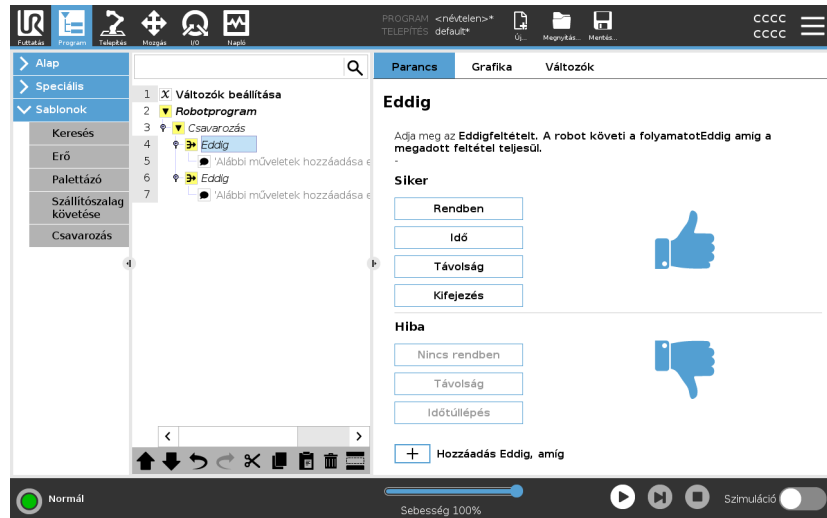 UR
Futtatás
Program
Telepítés
Mozgás
I/O
Napló
PROGRAM <névtelen>*
TELEPÍTÉS default*
Új...
Megnyitás...
Mentés...
CCCC
CCCC
Alap
Speciális
Sablonok
Keresés
Erő
Palettázó
Szállítószalag
követése
Csavarozás
1 X Változók beállítása
2 Robotprogram
3 Csavarozás
4 Eddig
5 'Alábbi műveletek hozzáadása e
6 Eddig
7 'Alábbi műveletek hozzáadása e
Parancs
Grafika
Változók
Eddig
Adja meg az Eddigfeltételt. A robot követi a folyamatotEddig amíg a
megadott feltétel teljesül.
-
Siker
Rendben
Idő
Távolság
Kifejezés
Hiba
Nincs rendben
Távolság
Időtúllépés
+ Hozzáadás Eddig, amíg
Normál
Sebesség 100%
Szimuláció